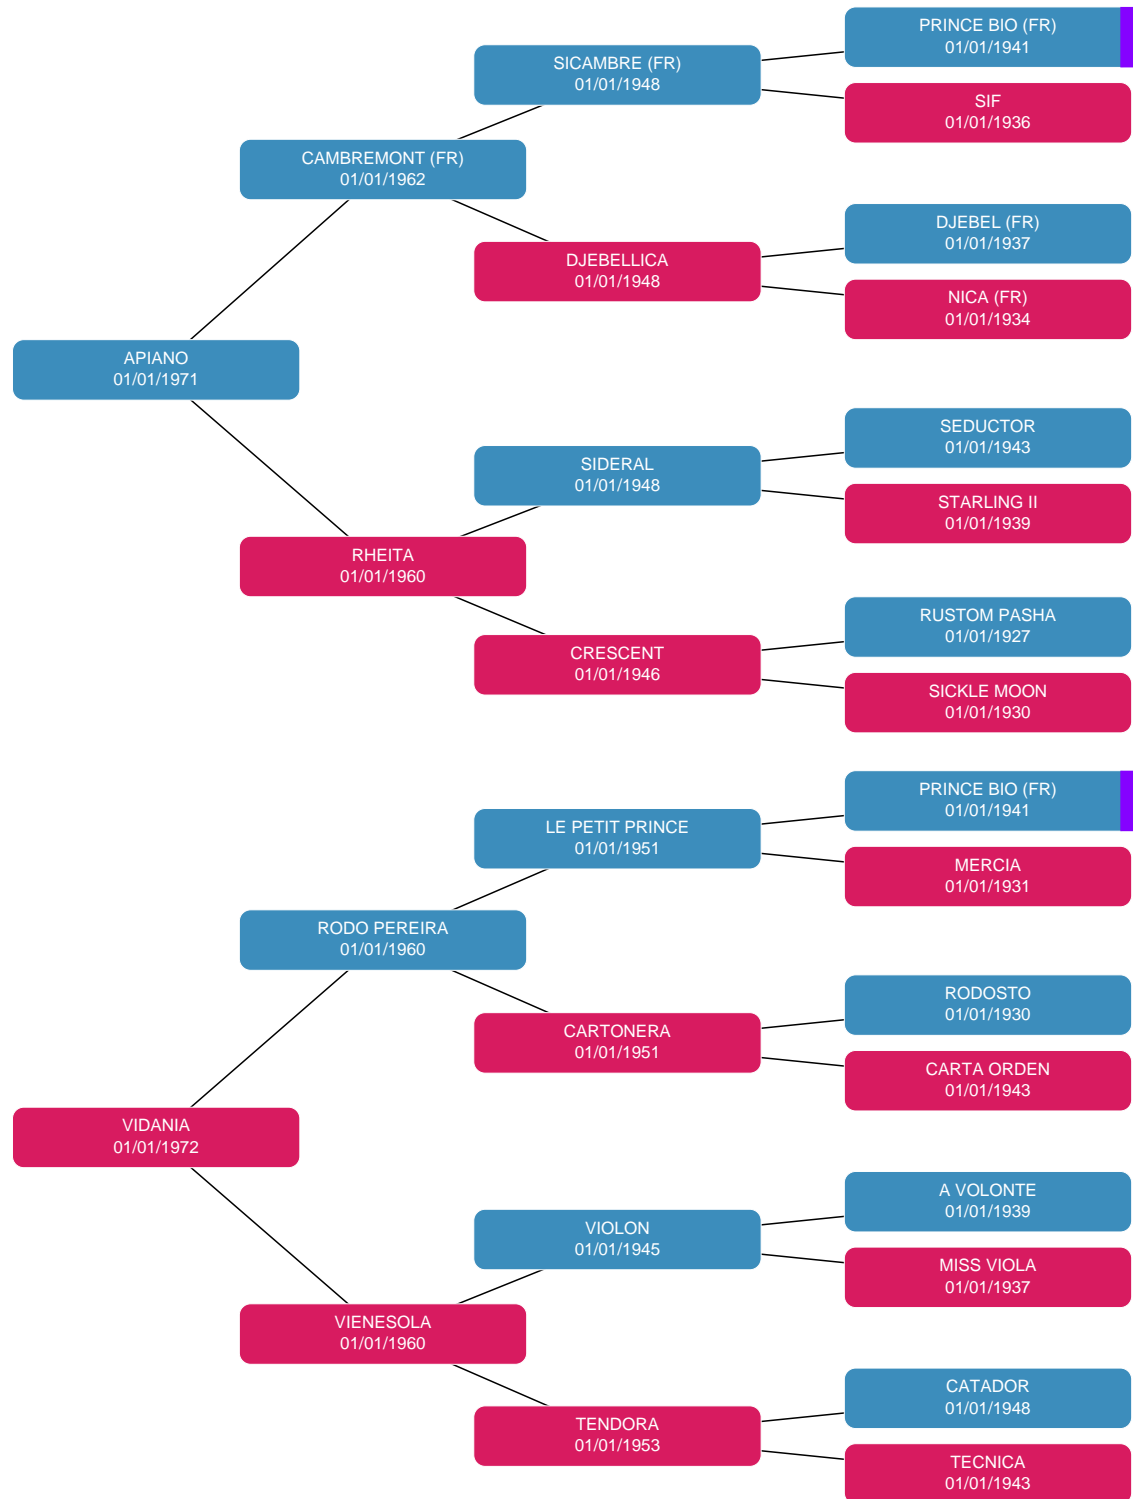 PRINCE BIO (FR)
01/01/1941
SICAMBRE (FR)
01/01/1948
SIF
01/01/1936
CAMBREMONT (FR)
01/01/1962
DJEBEL (FR)
01/01/1937
DJEBELLICA
01/01/1948
NICA (FR)
01/01/1934
APIANO
01/01/1971
SEDUCTOR
01/01/1943
SIDERAL
01/01/1948
STARLING II
01/01/1939
RHEITA
01/01/1960
RUSTOM PASHA
01/01/1927
CRESCENT
01/01/1946
SICKLE MOON
01/01/1930
PRINCE BIO (FR)
01/01/1941
LE PETIT PRINCE
01/01/1951
MERCIA
01/01/1931
RODO PEREIRA
01/01/1960
RODOSTO
01/01/1930
CARTONERA
01/01/1951
CARTA ORDEN
01/01/1943
VIDANIA
01/01/1972
A VOLONTE
01/01/1939
VIOLON
01/01/1945
MISS VIOLA
01/01/1937
VIENESOLA
01/01/1960
CATADOR
01/01/1948
TENDORA
01/01/1953
TECNICA
01/01/1943